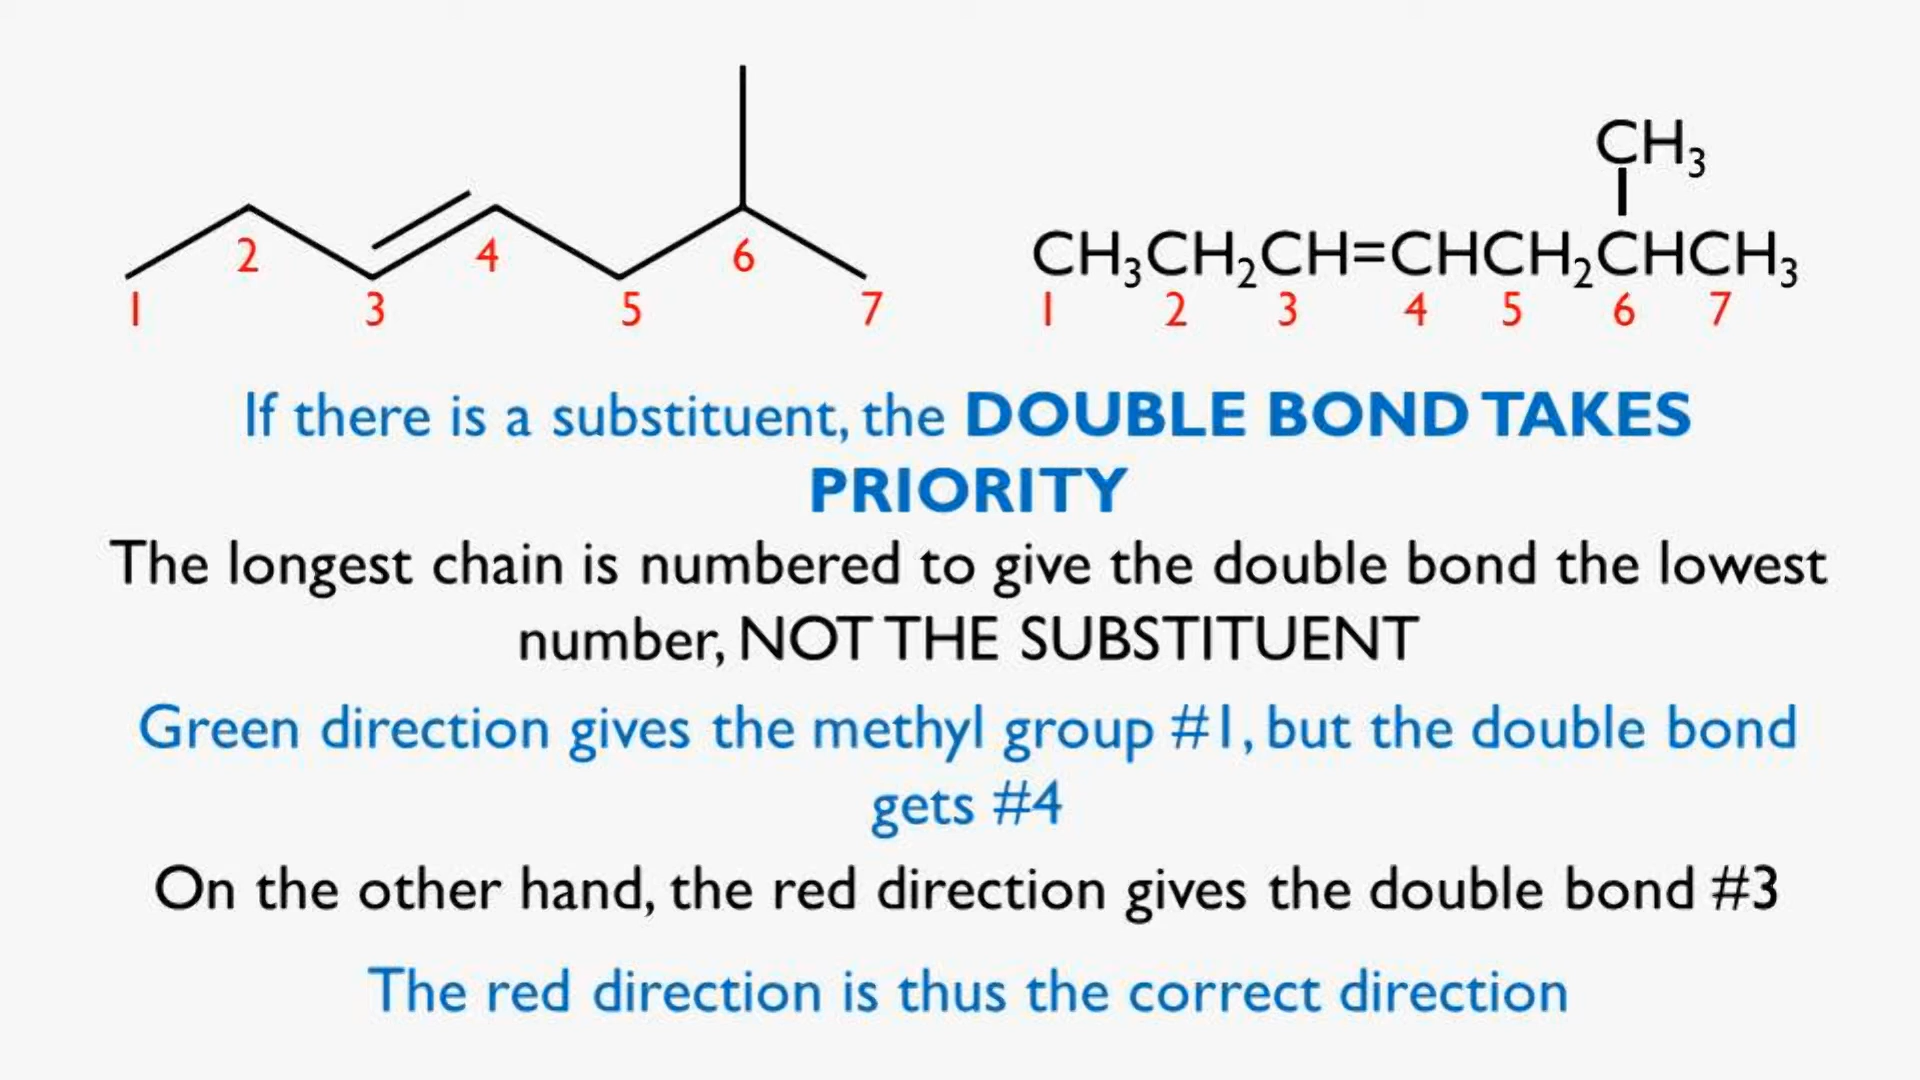 CH₃
CH₃CH₂CH=CHCH₂CHCH₃
2 4 6
1 3 5 7
1 2 3 4 5 6 7
If there is a substituent, the DOUBLE BOND TAKES
PRIORITY
The longest chain is numbered to give the double bond the lowest
number, NOT THE SUBSTITUENT
Green direction gives the methyl group #1, but the double bond
gets #4
On the other hand, the red direction gives the double bond #3
The red direction is thus the correct direction